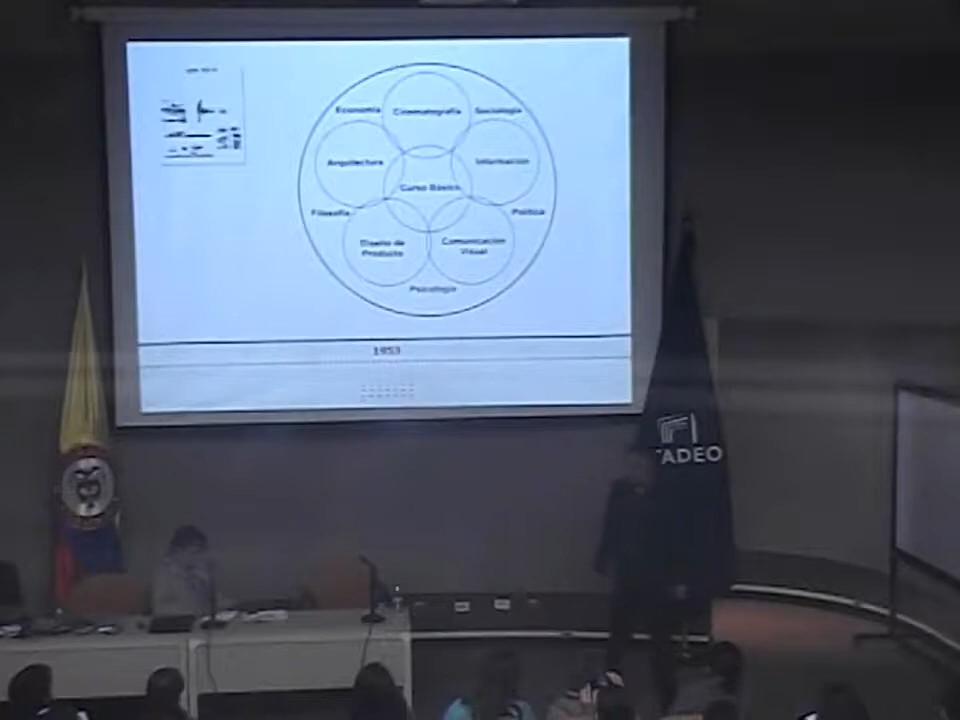 Economía
Cinematografía
Sociología
Arquitectura
Información
Curso Básico
Filosofía
Política
Diseño de
Producto
Comunicación
Visual
Psicología
1953
TADEO